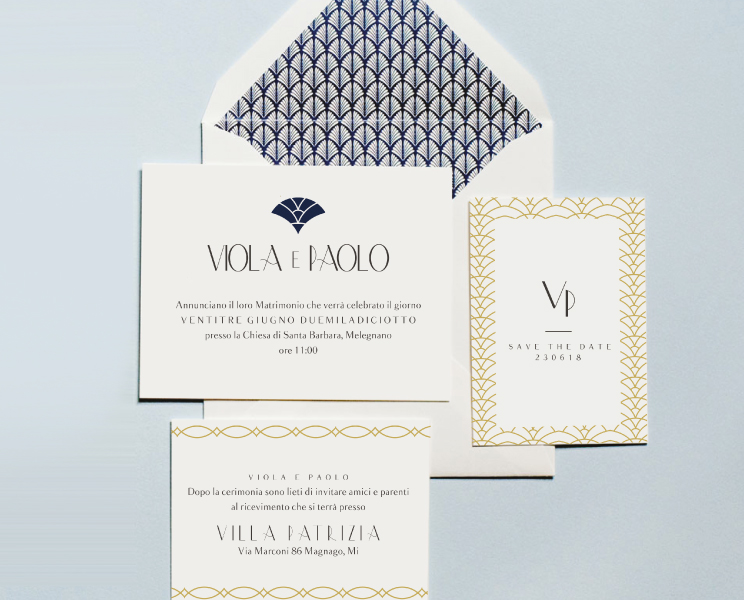 VIOLA E PAOLO
Annunciano il loro Matrimonio che verrà celebrato il giorno
VENTITRE GIUGNO DUEMILADICIOTTO
presso la Chiesa di Santa Barbara, Melegnano
ore 11:00
VP
SAVE THE DATE
230618
VIOLA E PAOLO
Dopo la cerimonia sono lieti di invitare amici e parenti
al ricevimento che si terrà presso
VILLA PATRIZIA
Via Marconi 86 Magnago, Mi